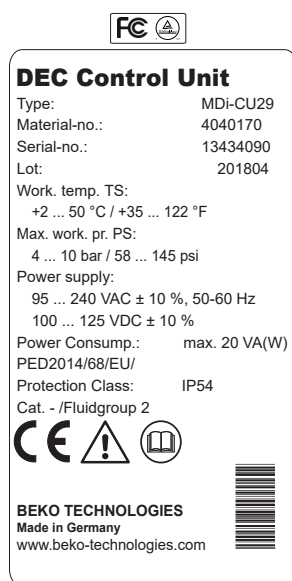 FC
DEC Control Unit
Type: MDi-CU29
Material-no.: 4040170
Serial-no.: 13434090
Lot: 201804
Work. temp. TS:
+2 ... 50 °C / +35 ... 122 °F
Max. work. pr. PS:
4 ... 10 bar / 58 ... 145 psi
Power supply:
95 ... 240 VAC ± 10 %, 50-60 Hz
100 ... 125 VDC ± 10 %
Power Consump.: max. 20 VA(W)
PED2014/68/EU/
Protection Class: IP54
Cat. - /Fluidgroup 2
CE
BEKO TECHNOLOGIES
Made in Germany
www.beko-technologies.com